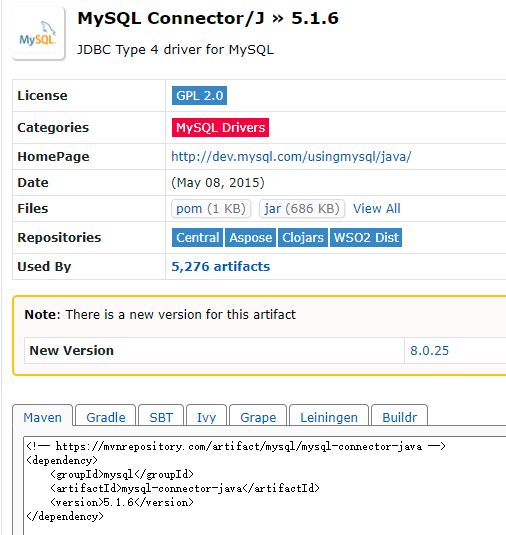 MySQL
MySQL Connector/J » 5.1.6
JDBC Type 4 driver for MySQL
License GPL 2.0
Categories MySQL Drivers
HomePage http://dev.mysql.com/usingmysql/java/
Date (May 08, 2015)
Files pom (1 KB) jar (686 KB) View All
Repositories Central Aspose Clojars WSO2 Dist
Used By 5,276 artifacts
Note: There is a new version for this artifact
New Version 8.0.25
Maven Gradle SBT Ivy Grape Leiningen Buildr
<!-- https://mvnrepository.com/artifact/mysql/mysql-connector-java -->
<dependency>
    <groupId>mysql</groupId>
    <artifactId>mysql-connector-java</artifactId>
    <version>5.1.6</version>
</dependency>